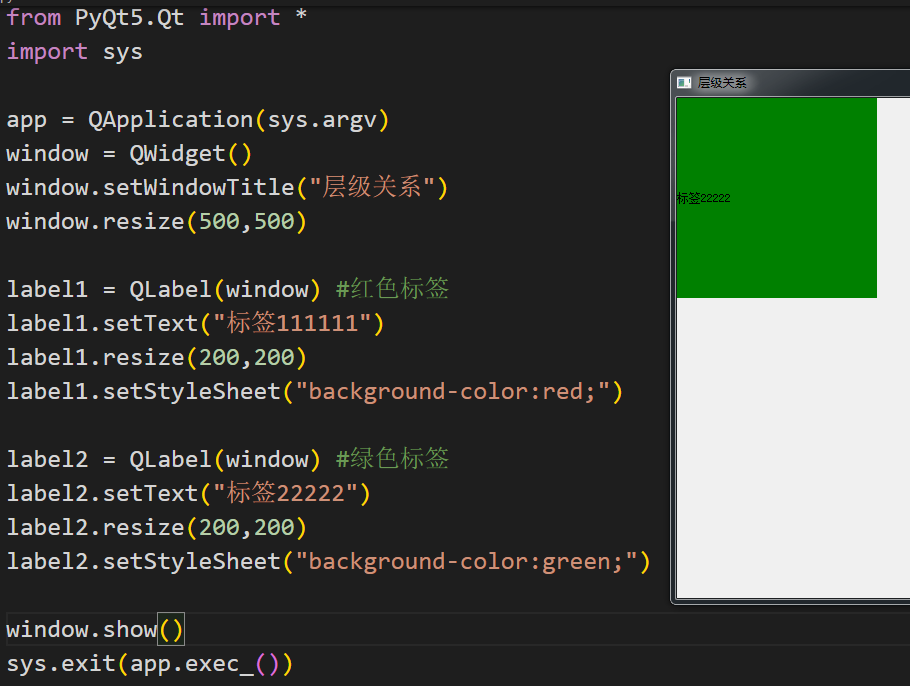 from PyQt5.Qt import *
import sys
app = QApplication(sys.argv)
window = QWidget()
window.setWindowTitle("层级关系")
window.resize(500,500)
label1 = QLabel(window) #红色标签
label1.setText("标签111111")
label1.resize(200,200)
label1.setStyleSheet("background-color:red;")
label2 = QLabel(window) #绿色标签
label2.setText("标签22222")
label2.resize(200,200)
label2.setStyleSheet("background-color:green;")
window.show()
sys.exit(app.exec_())
层级关系
标签22222